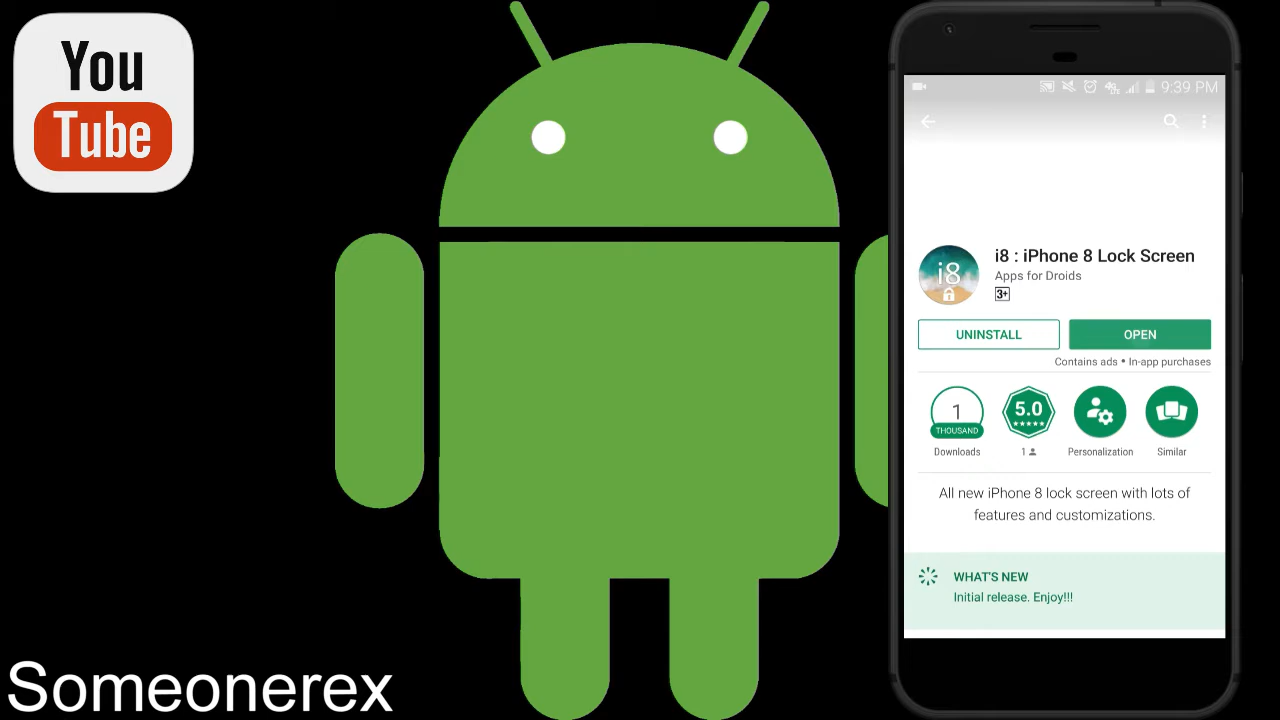 You
Tube
9:39 PM
i8
i8 : iPhone 8 Lock Screen
Apps for Droids
3+
UNINSTALL
OPEN
Contains ads • In-app purchases
1
THOUSAND
5.0
Downloads
1
Personalization
Similar
All new iPhone 8 lock screen with lots of
features and customizations.
WHAT'S NEW
Initial release. Enjoy!!!
Someonerex